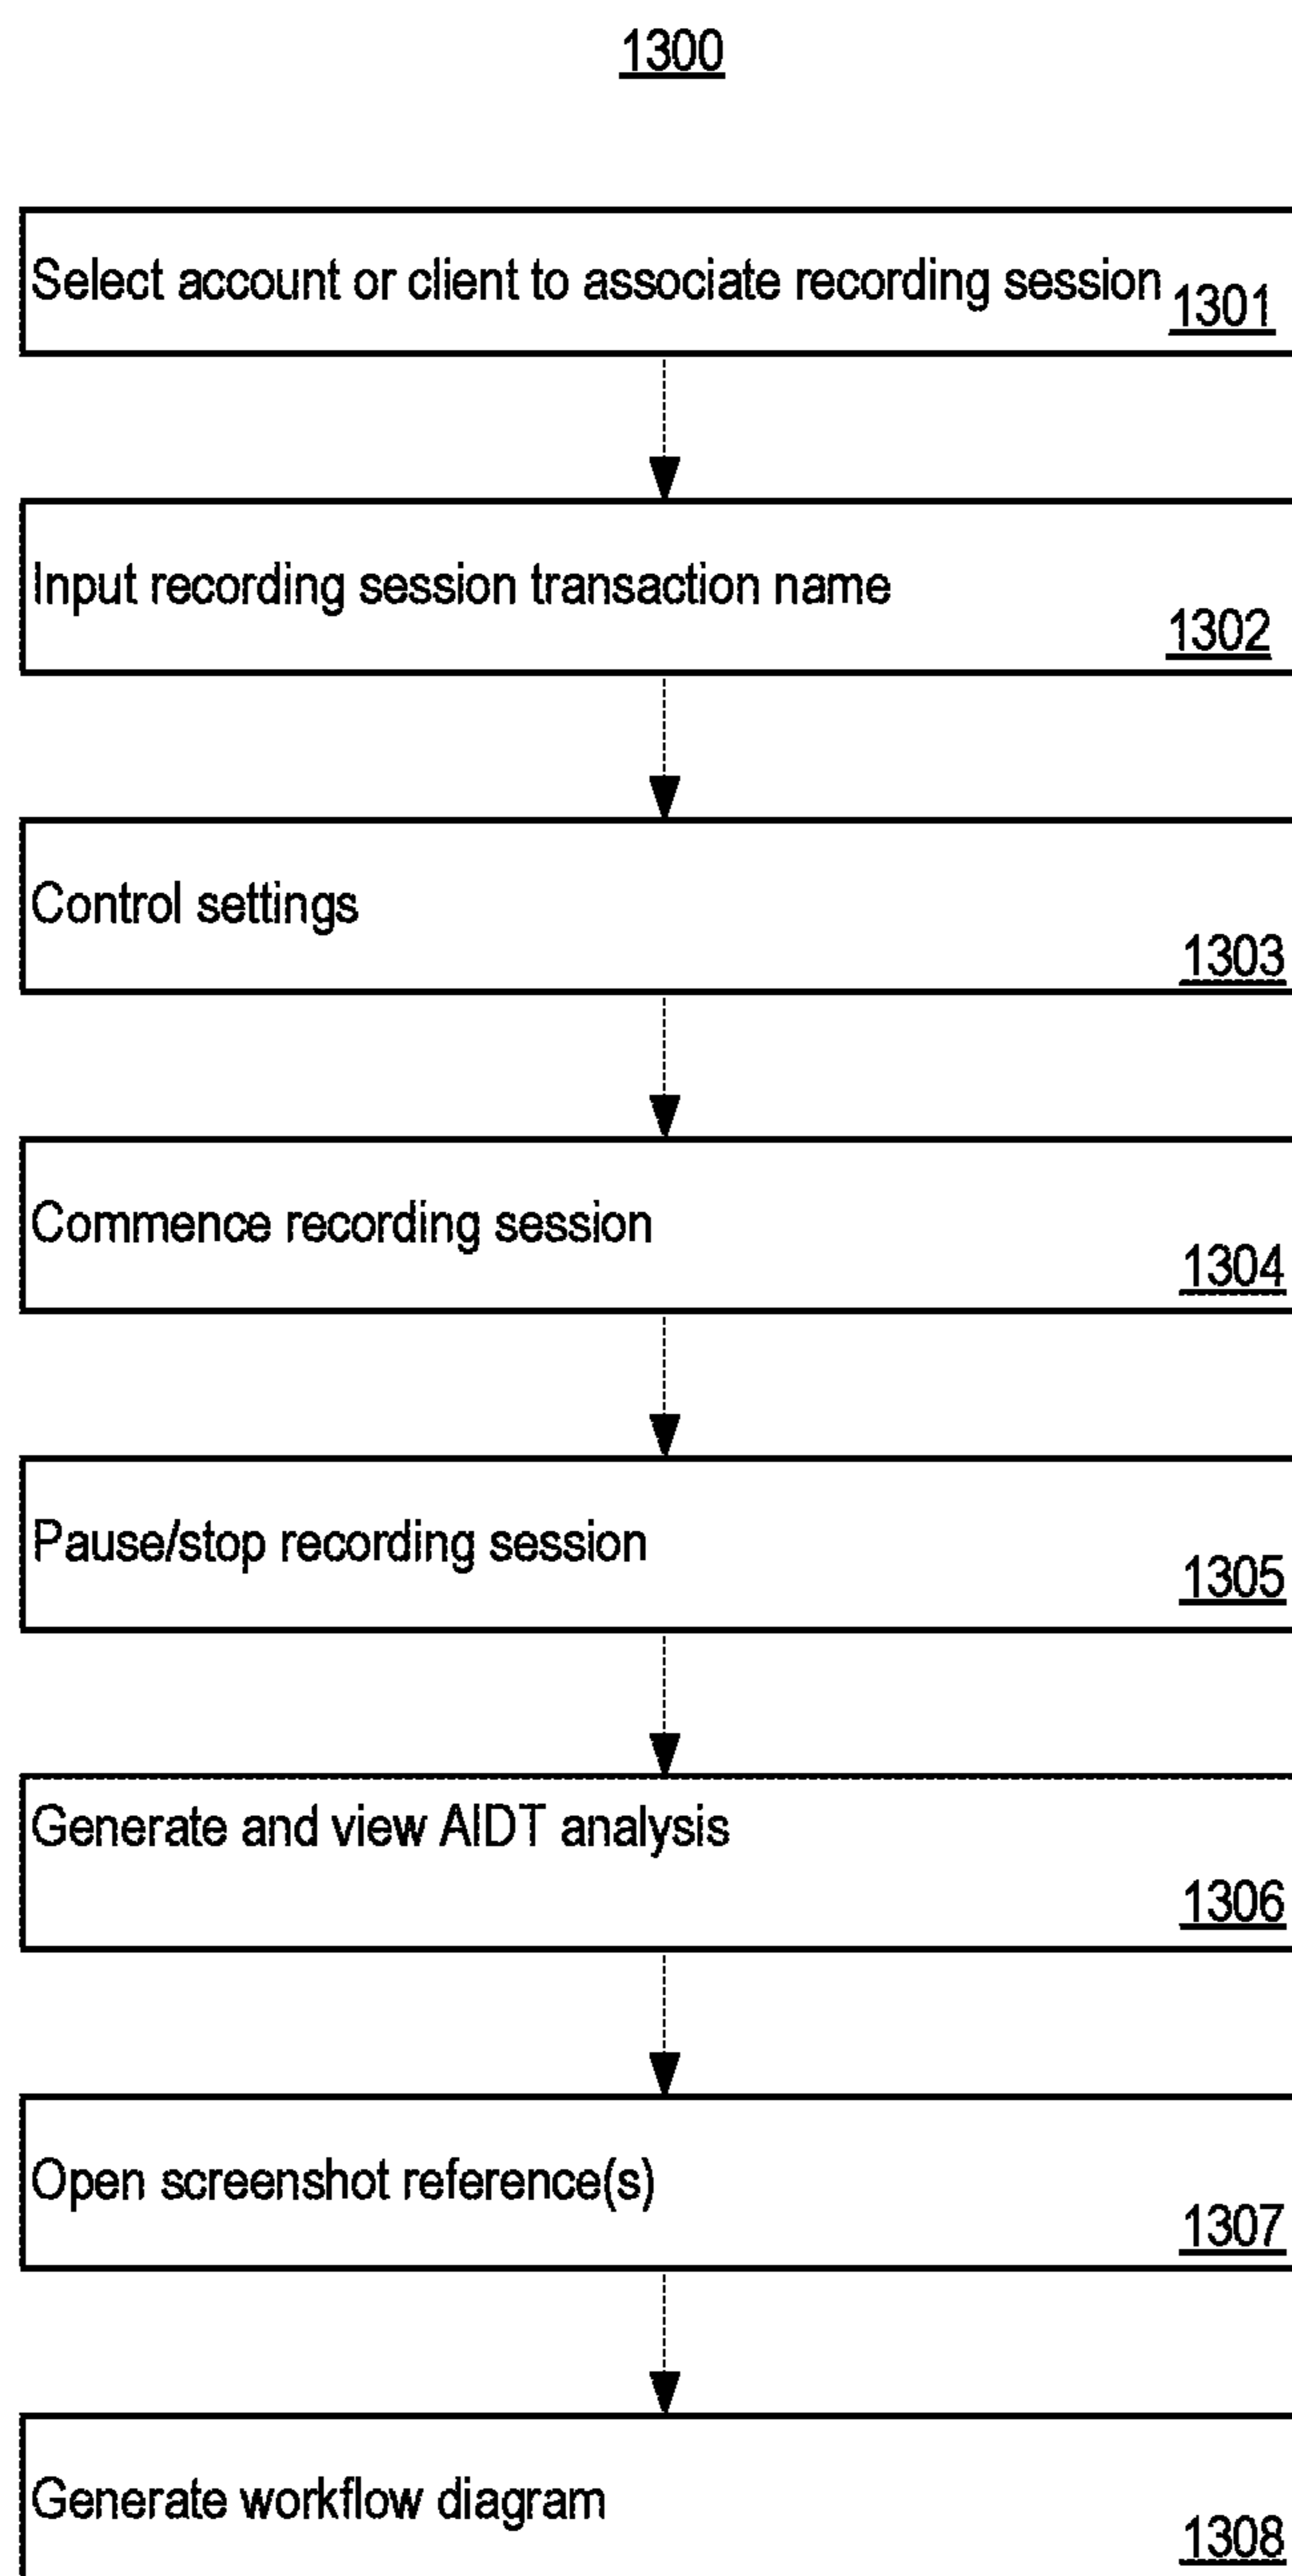 1300
Select account or client to associate recording session
1301
Input recording session transaction name
1302
Control settings
1303
Commence recording session
1304
Pause/stop recording session
1305
Generate and view AIDT analysis
1306
Open screenshot reference(s)
1307
Generate workflow diagram
1308